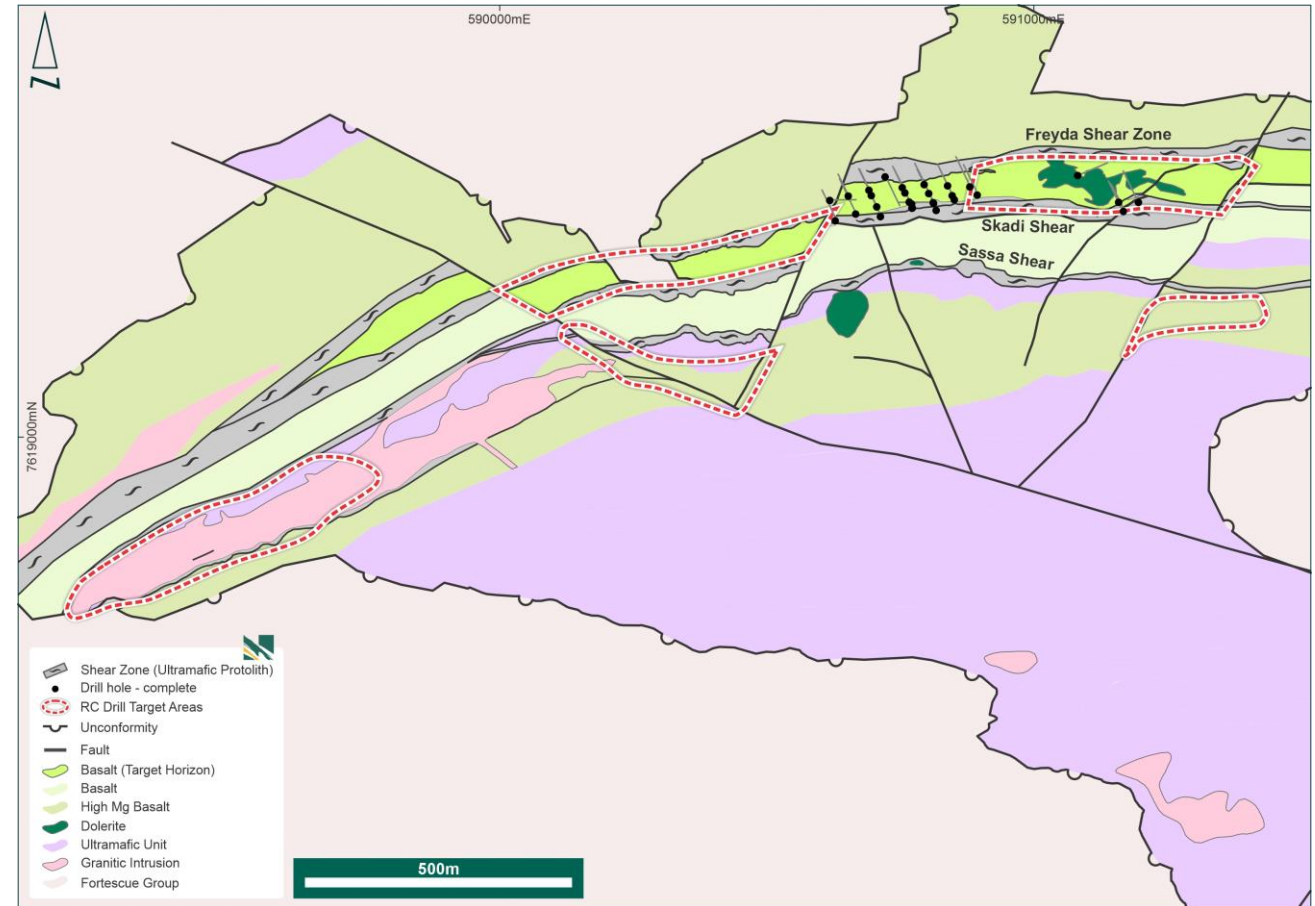 590000mE
591000mE
N
Freyda Shear Zone
Skadi Shear
Sassa Shear
7619000mN
Shear Zone (Ultramafic Protolith)
Drill hole - complete
RC Drill Target Areas
Unconformity
Fault
Basalt (Target Horizon)
Basalt
High Mg Basalt
Dolerite
Ultramafic Unit
Granitic Intrusion
Fortescue Group
500m